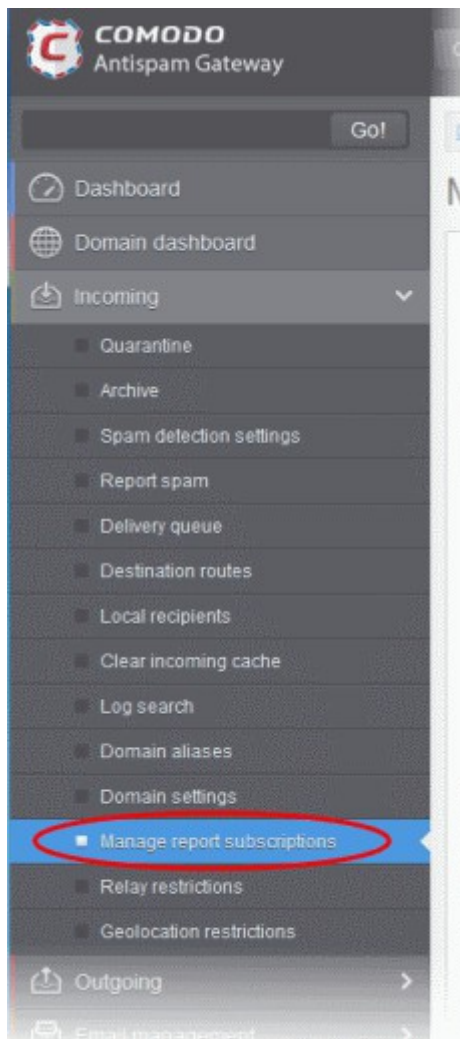 COMODO
Antispam Gateway
Go!
Dashboard
Domain dashboard
Incoming
Quarantine
Archive
Spam detection settings
Report spam
Delivery queue
Destination routes
Local recipients
Clear incoming cache
Log search
Domain aliases
Domain settings
Manage report subscriptions
Relay restrictions
Geolocation restrictions
Outgoing
Email management